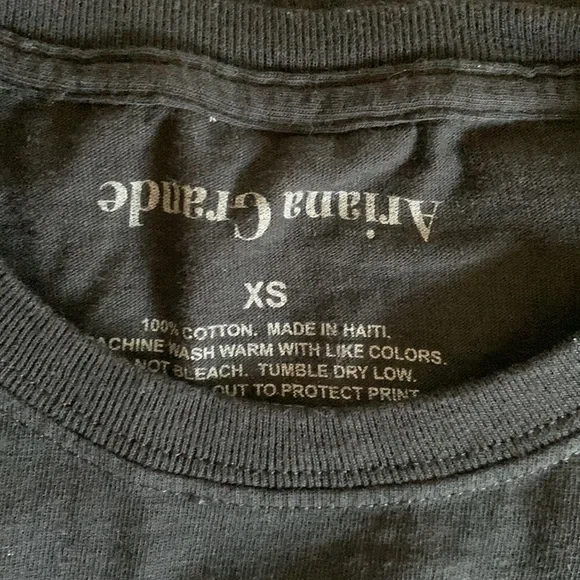 Ariana Grande
XS
100% COTTON. MADE IN HAITI.
MACHINE WASH WARM WITH LIKE COLORS.
NOT BLEACH. TUMBLE DRY LOW.
OUT TO PROTECT PRINT